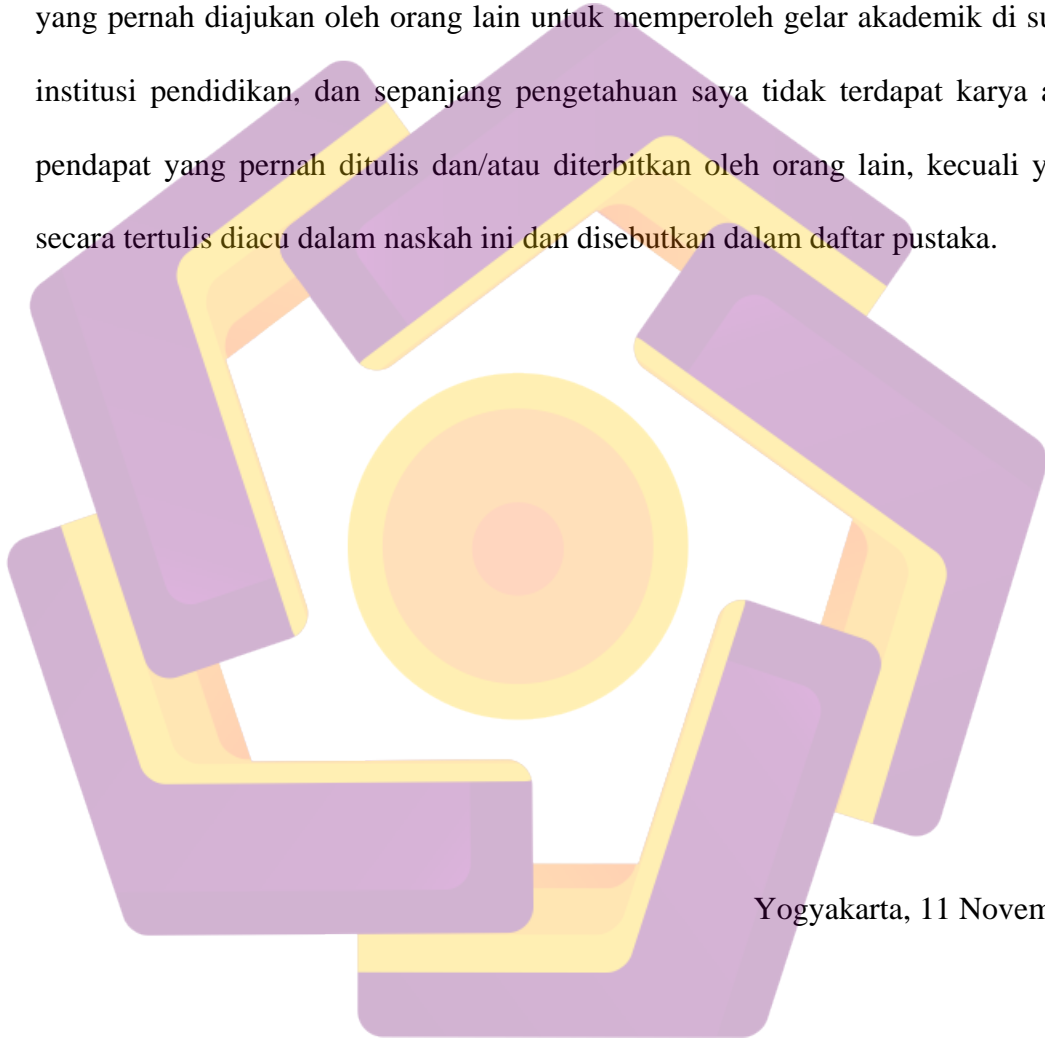 yang pernah diajukan oleh orang lain untuk memperoleh gelar akademik di su
institusi pendidikan, dan sepanjang pengetahuan saya tidak terdapat karya a
pendapat yang pernah ditulis dan/atau diterbitkan oleh orang lain, kecuali y
secara tertulis diacu dalam naskah ini dan disebutkan dalam daftar pustaka.
Yogyakarta, 11 Novem